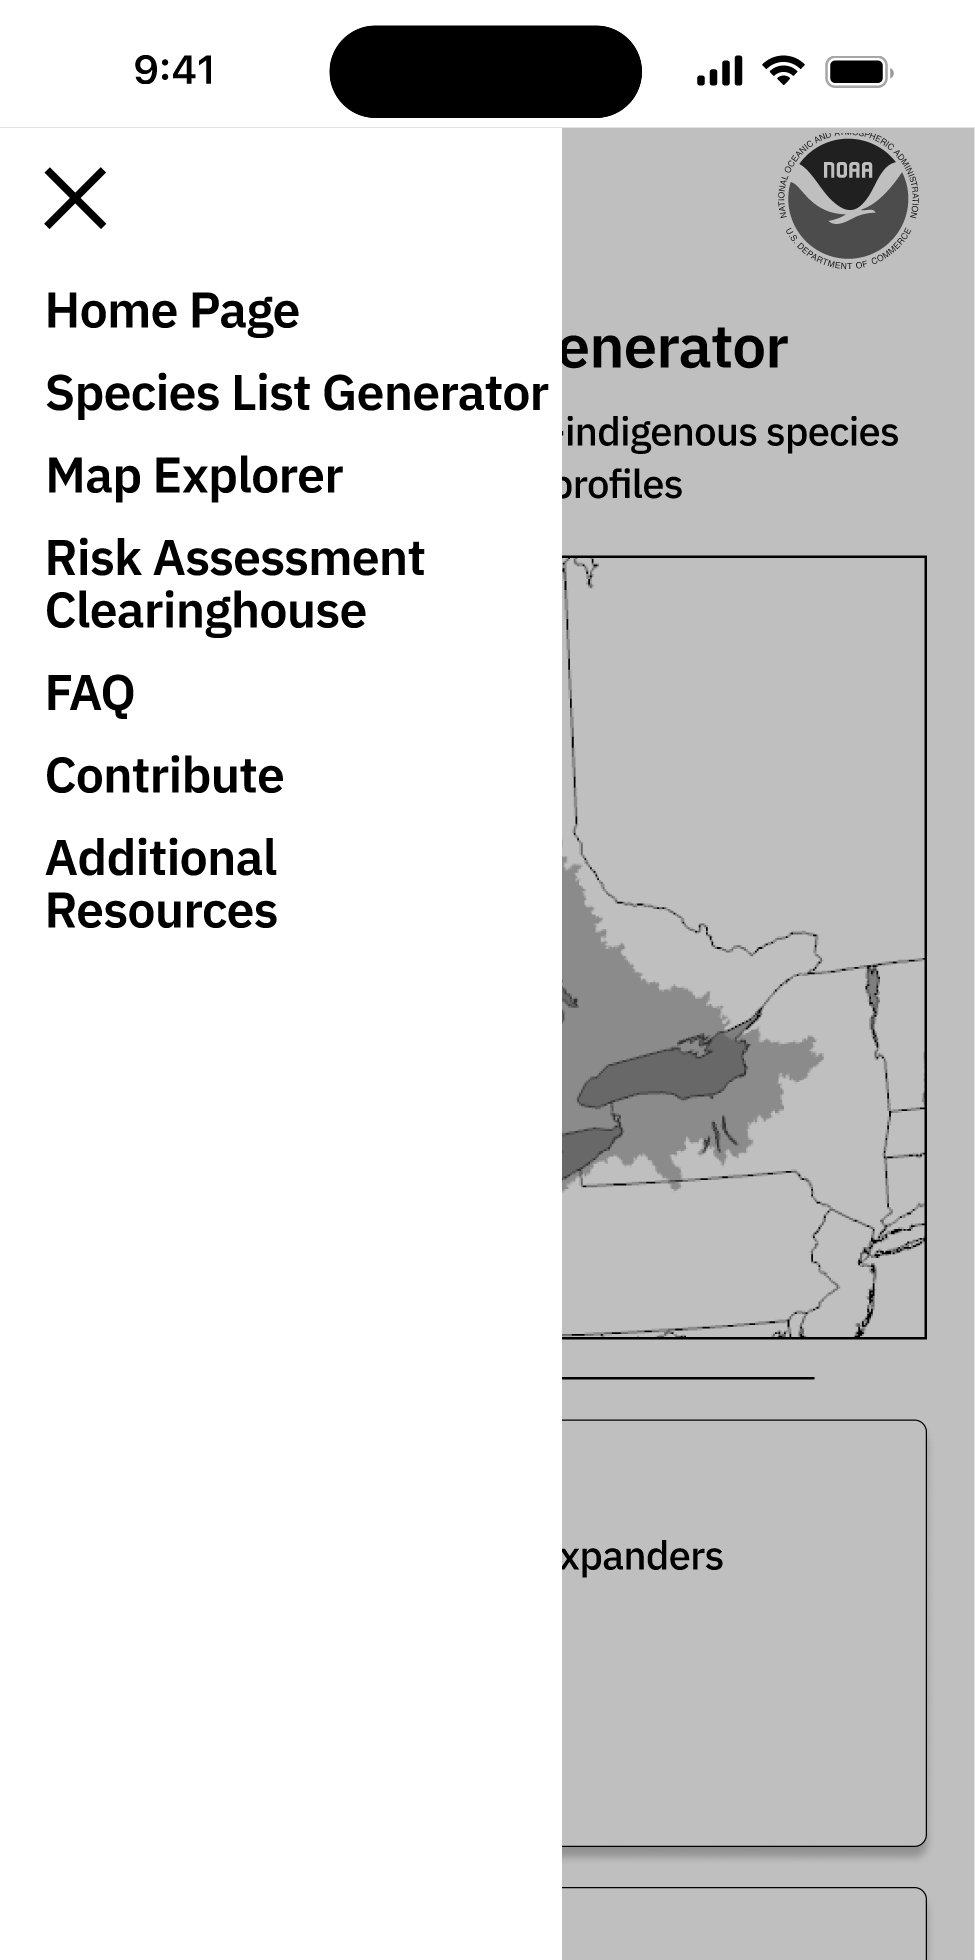 9:41
NATIONAL OCEANIC AND ATMOSPHERIC ADMINISTRATION
NOAA
U.S. DEPARTMENT OF COMMERCE
Home Page
Species List Generator
Map Explorer
Risk Assessment
Clearinghouse
FAQ
Contribute
Additional
Resources
enerator
-indigenous species
profiles
xpanders